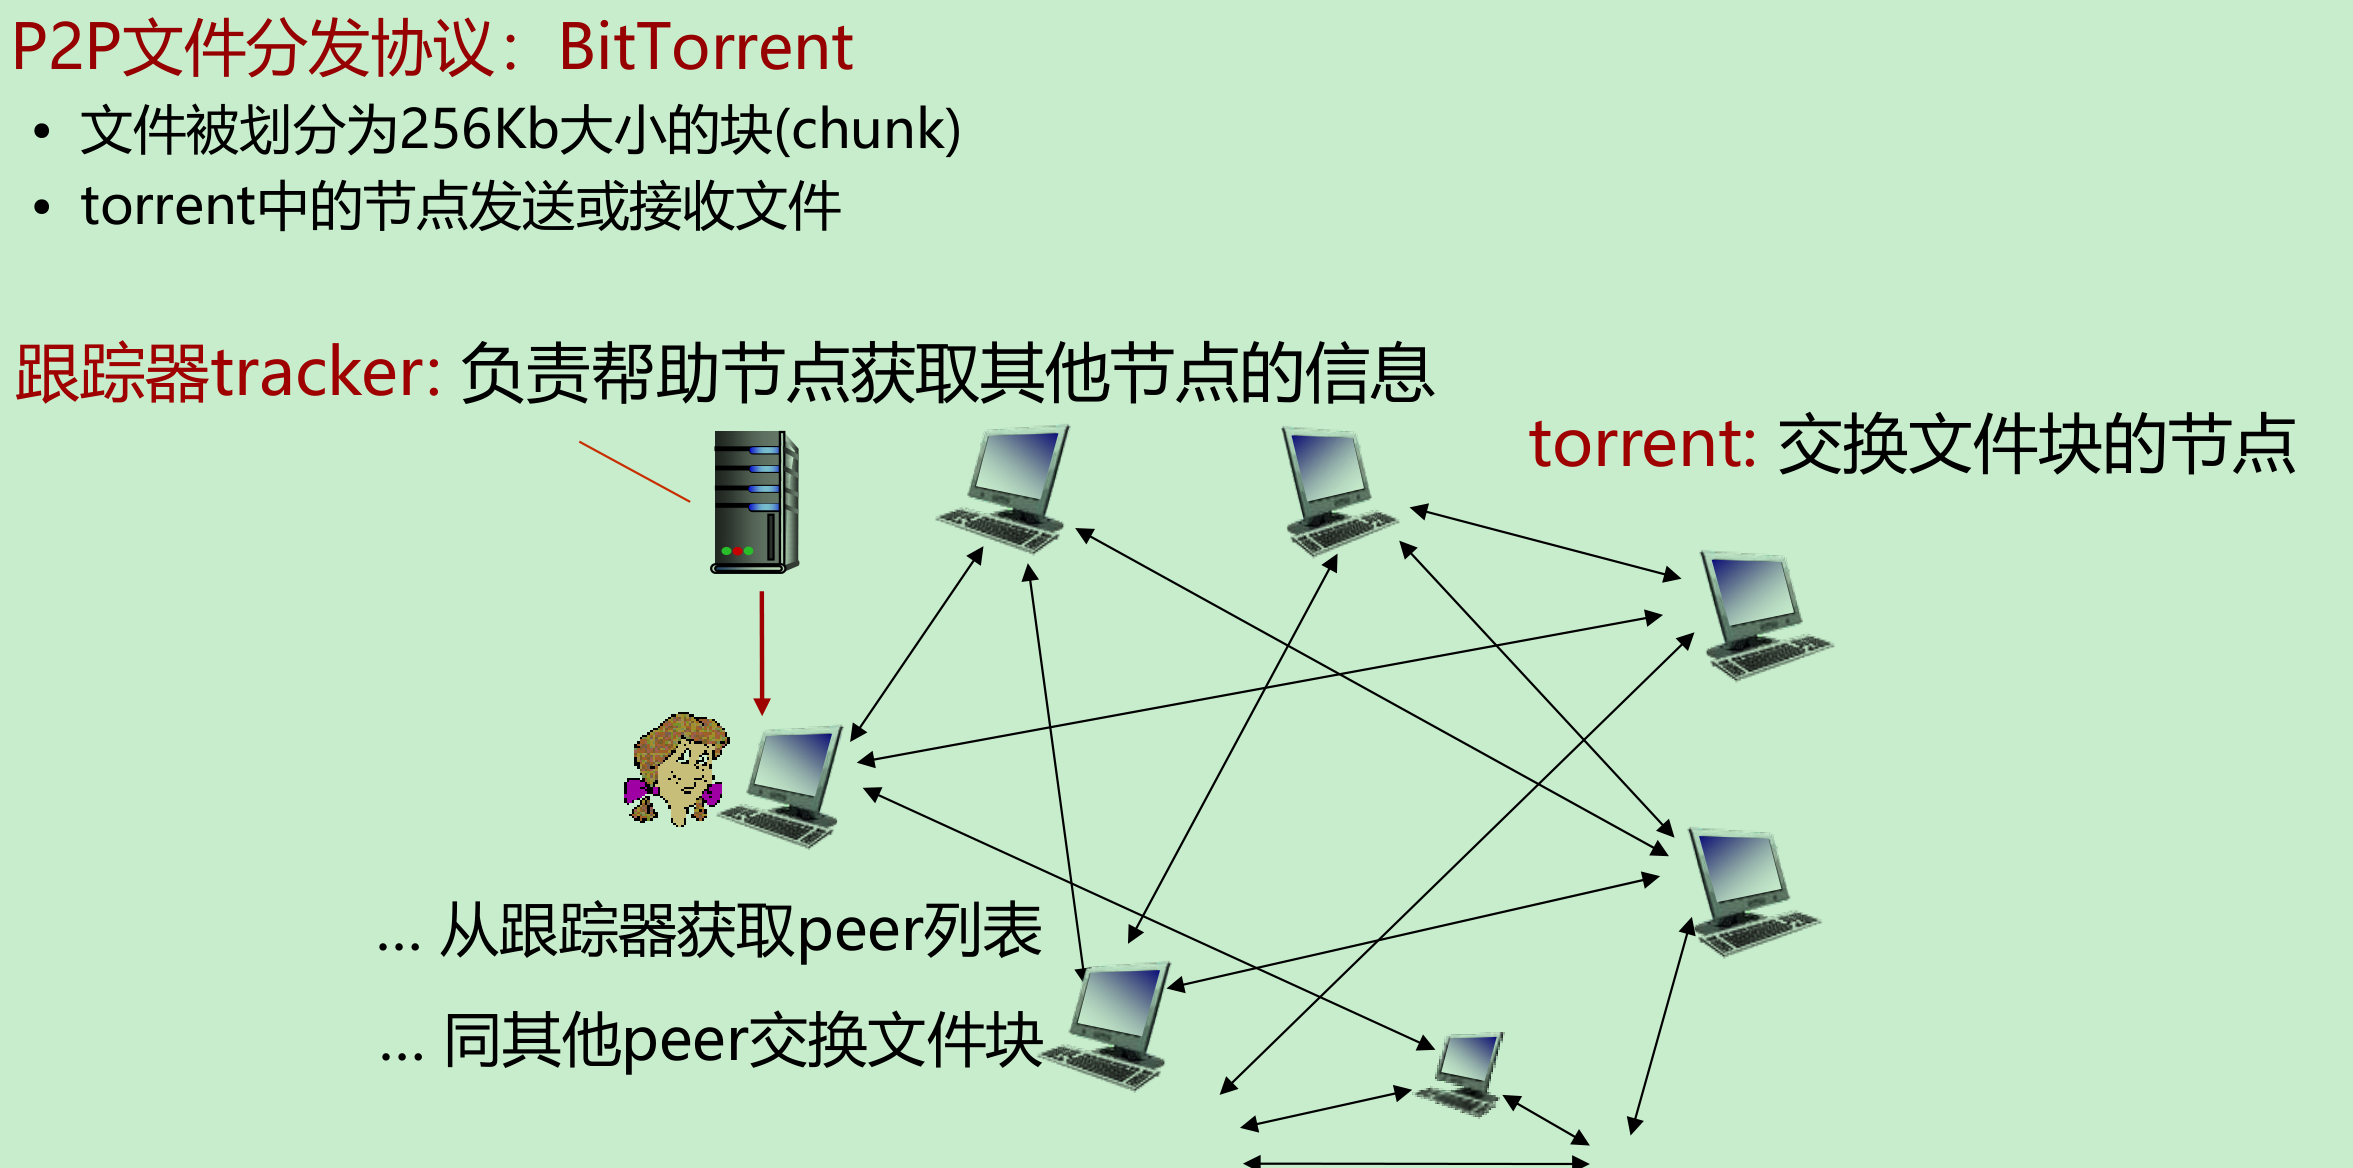 P2P文件分发协议：BitTorrent
• 文件被划分为256Kb大小的块(chunk)
• torrent中的节点发送或接收文件
跟踪器tracker: 负责帮助节点获取其他节点的信息
torrent: 交换文件块的节点
… 从跟踪器获取peer列表
… 同其他peer交换文件块